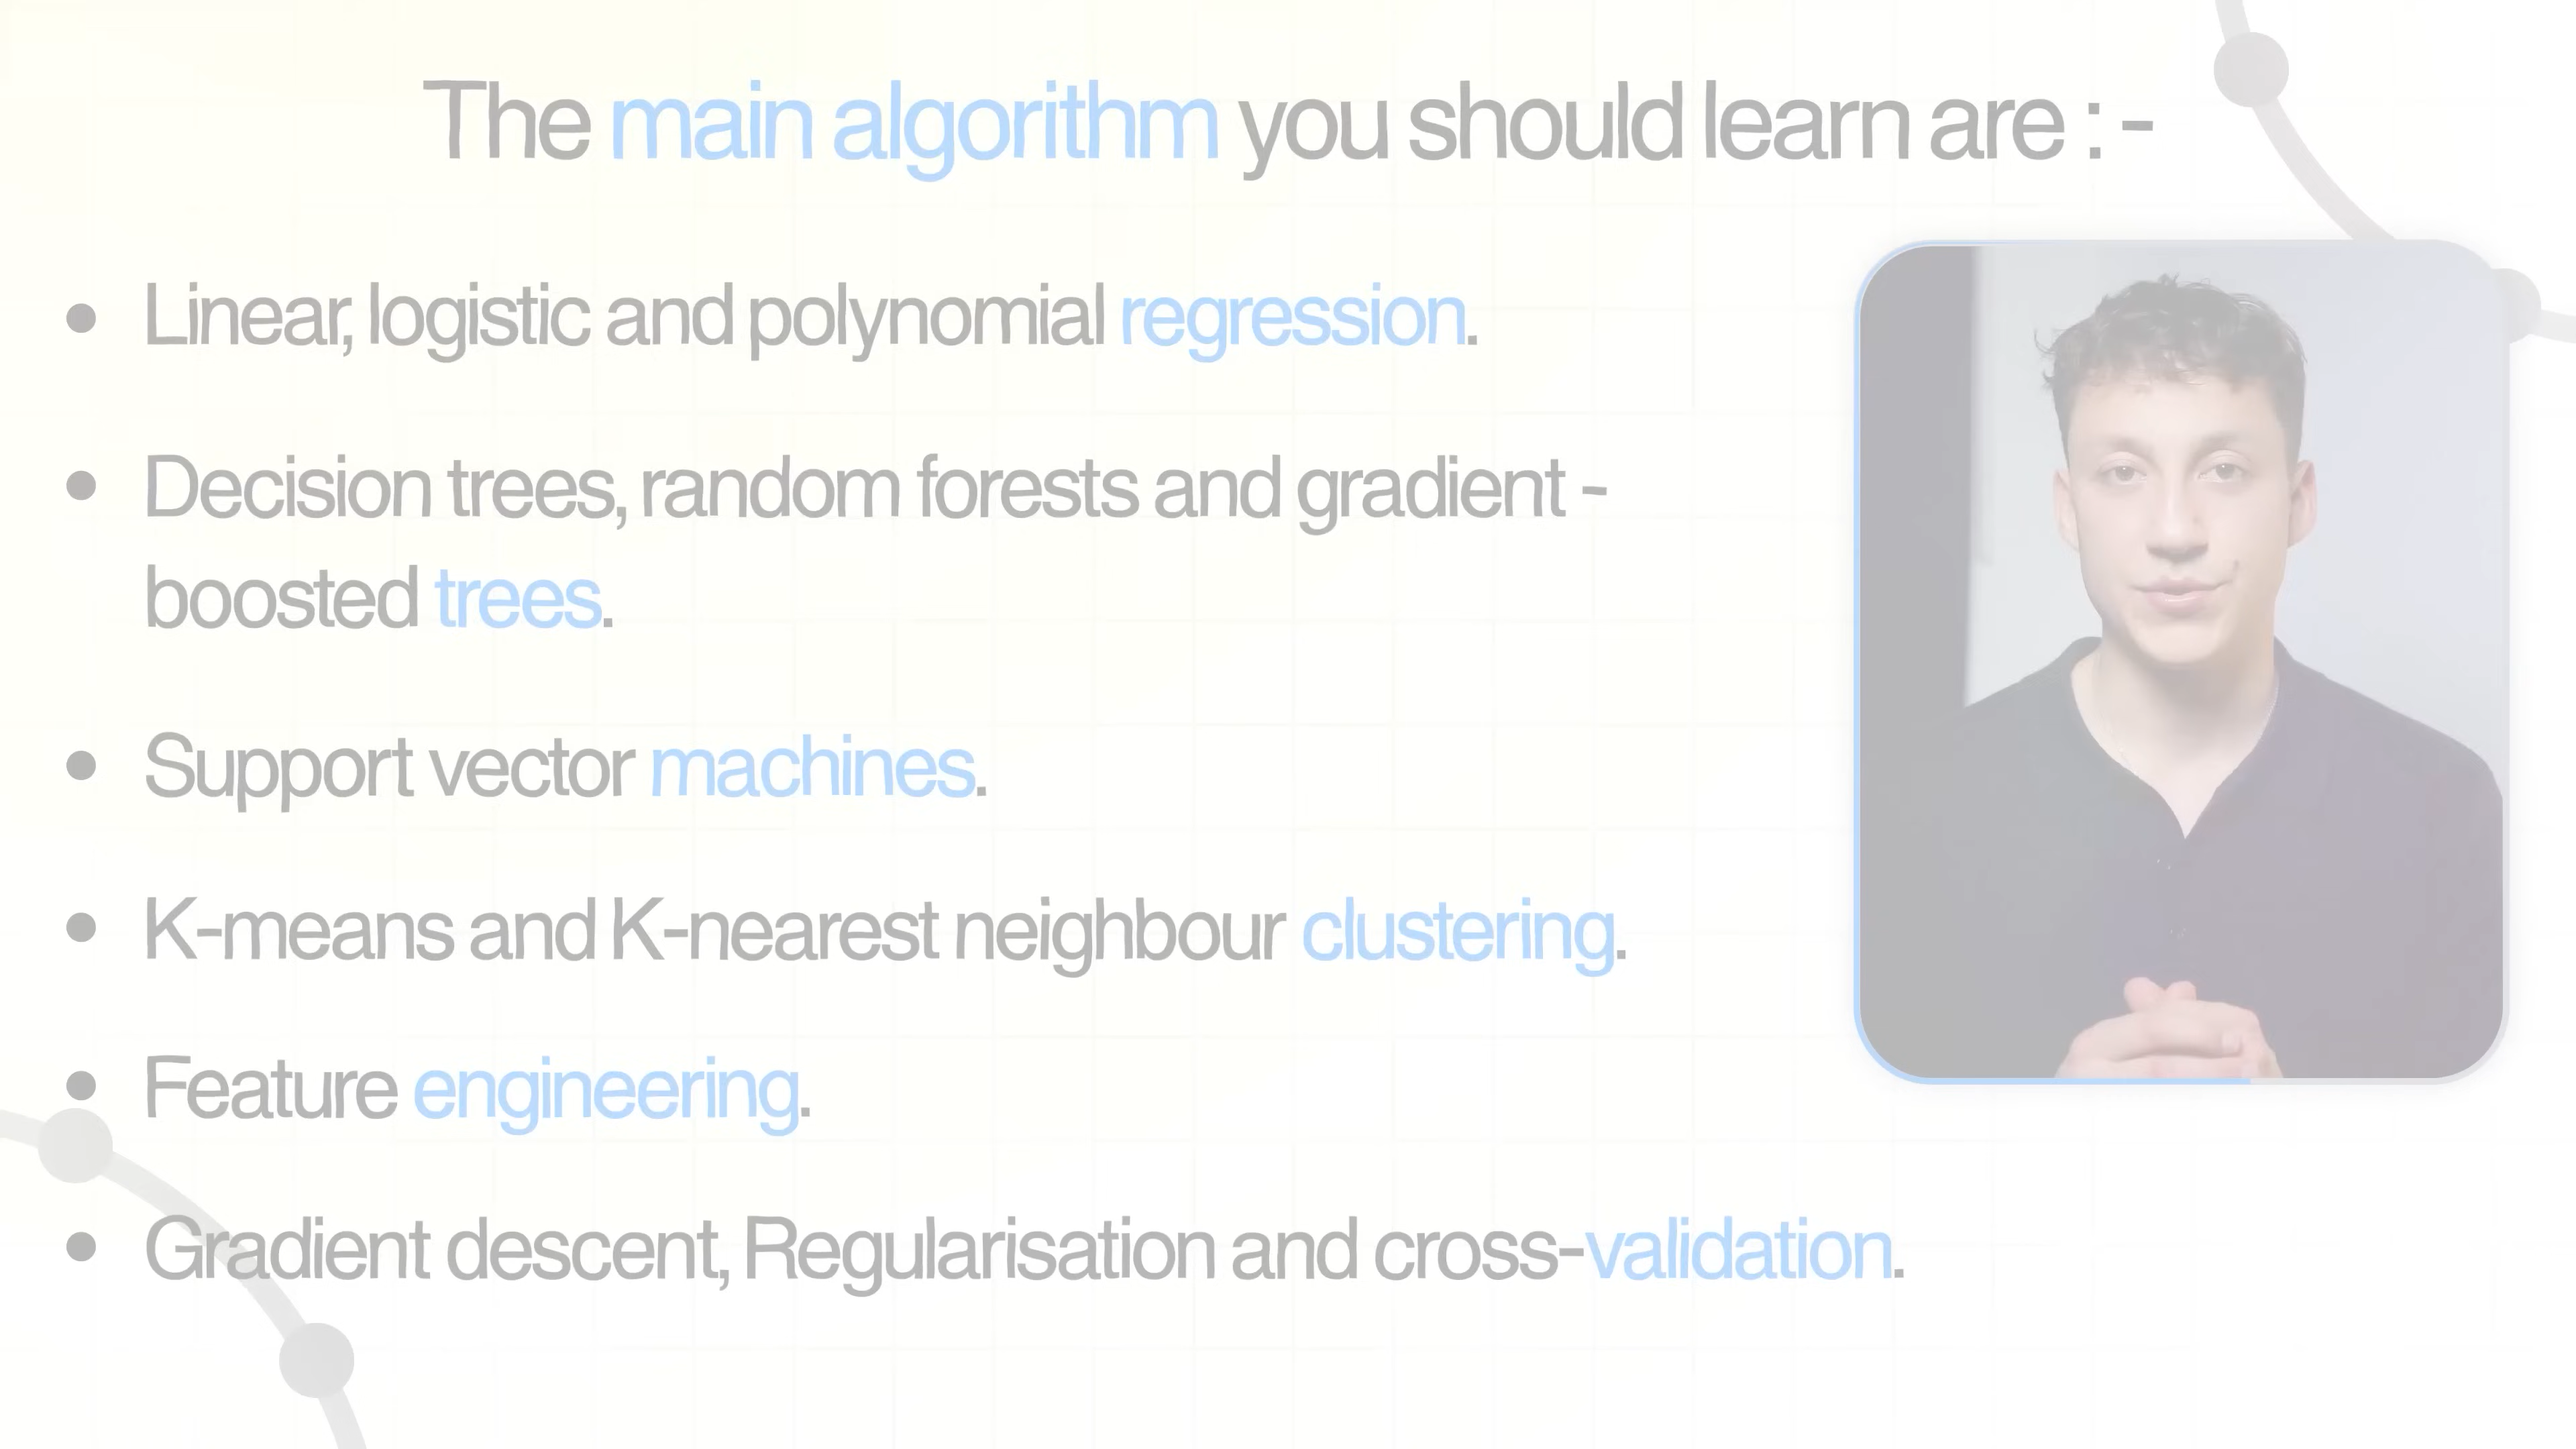 The main algorithm you should learn are : -
• Linear, logistic and polynomial regression.
• Decision trees, random forests and gradient -
boosted trees.
• Support vector machines.
• K-means and K-nearest neighbour clustering.
• Feature engineering.
• Gradient descent, Regularisation and cross-validation.